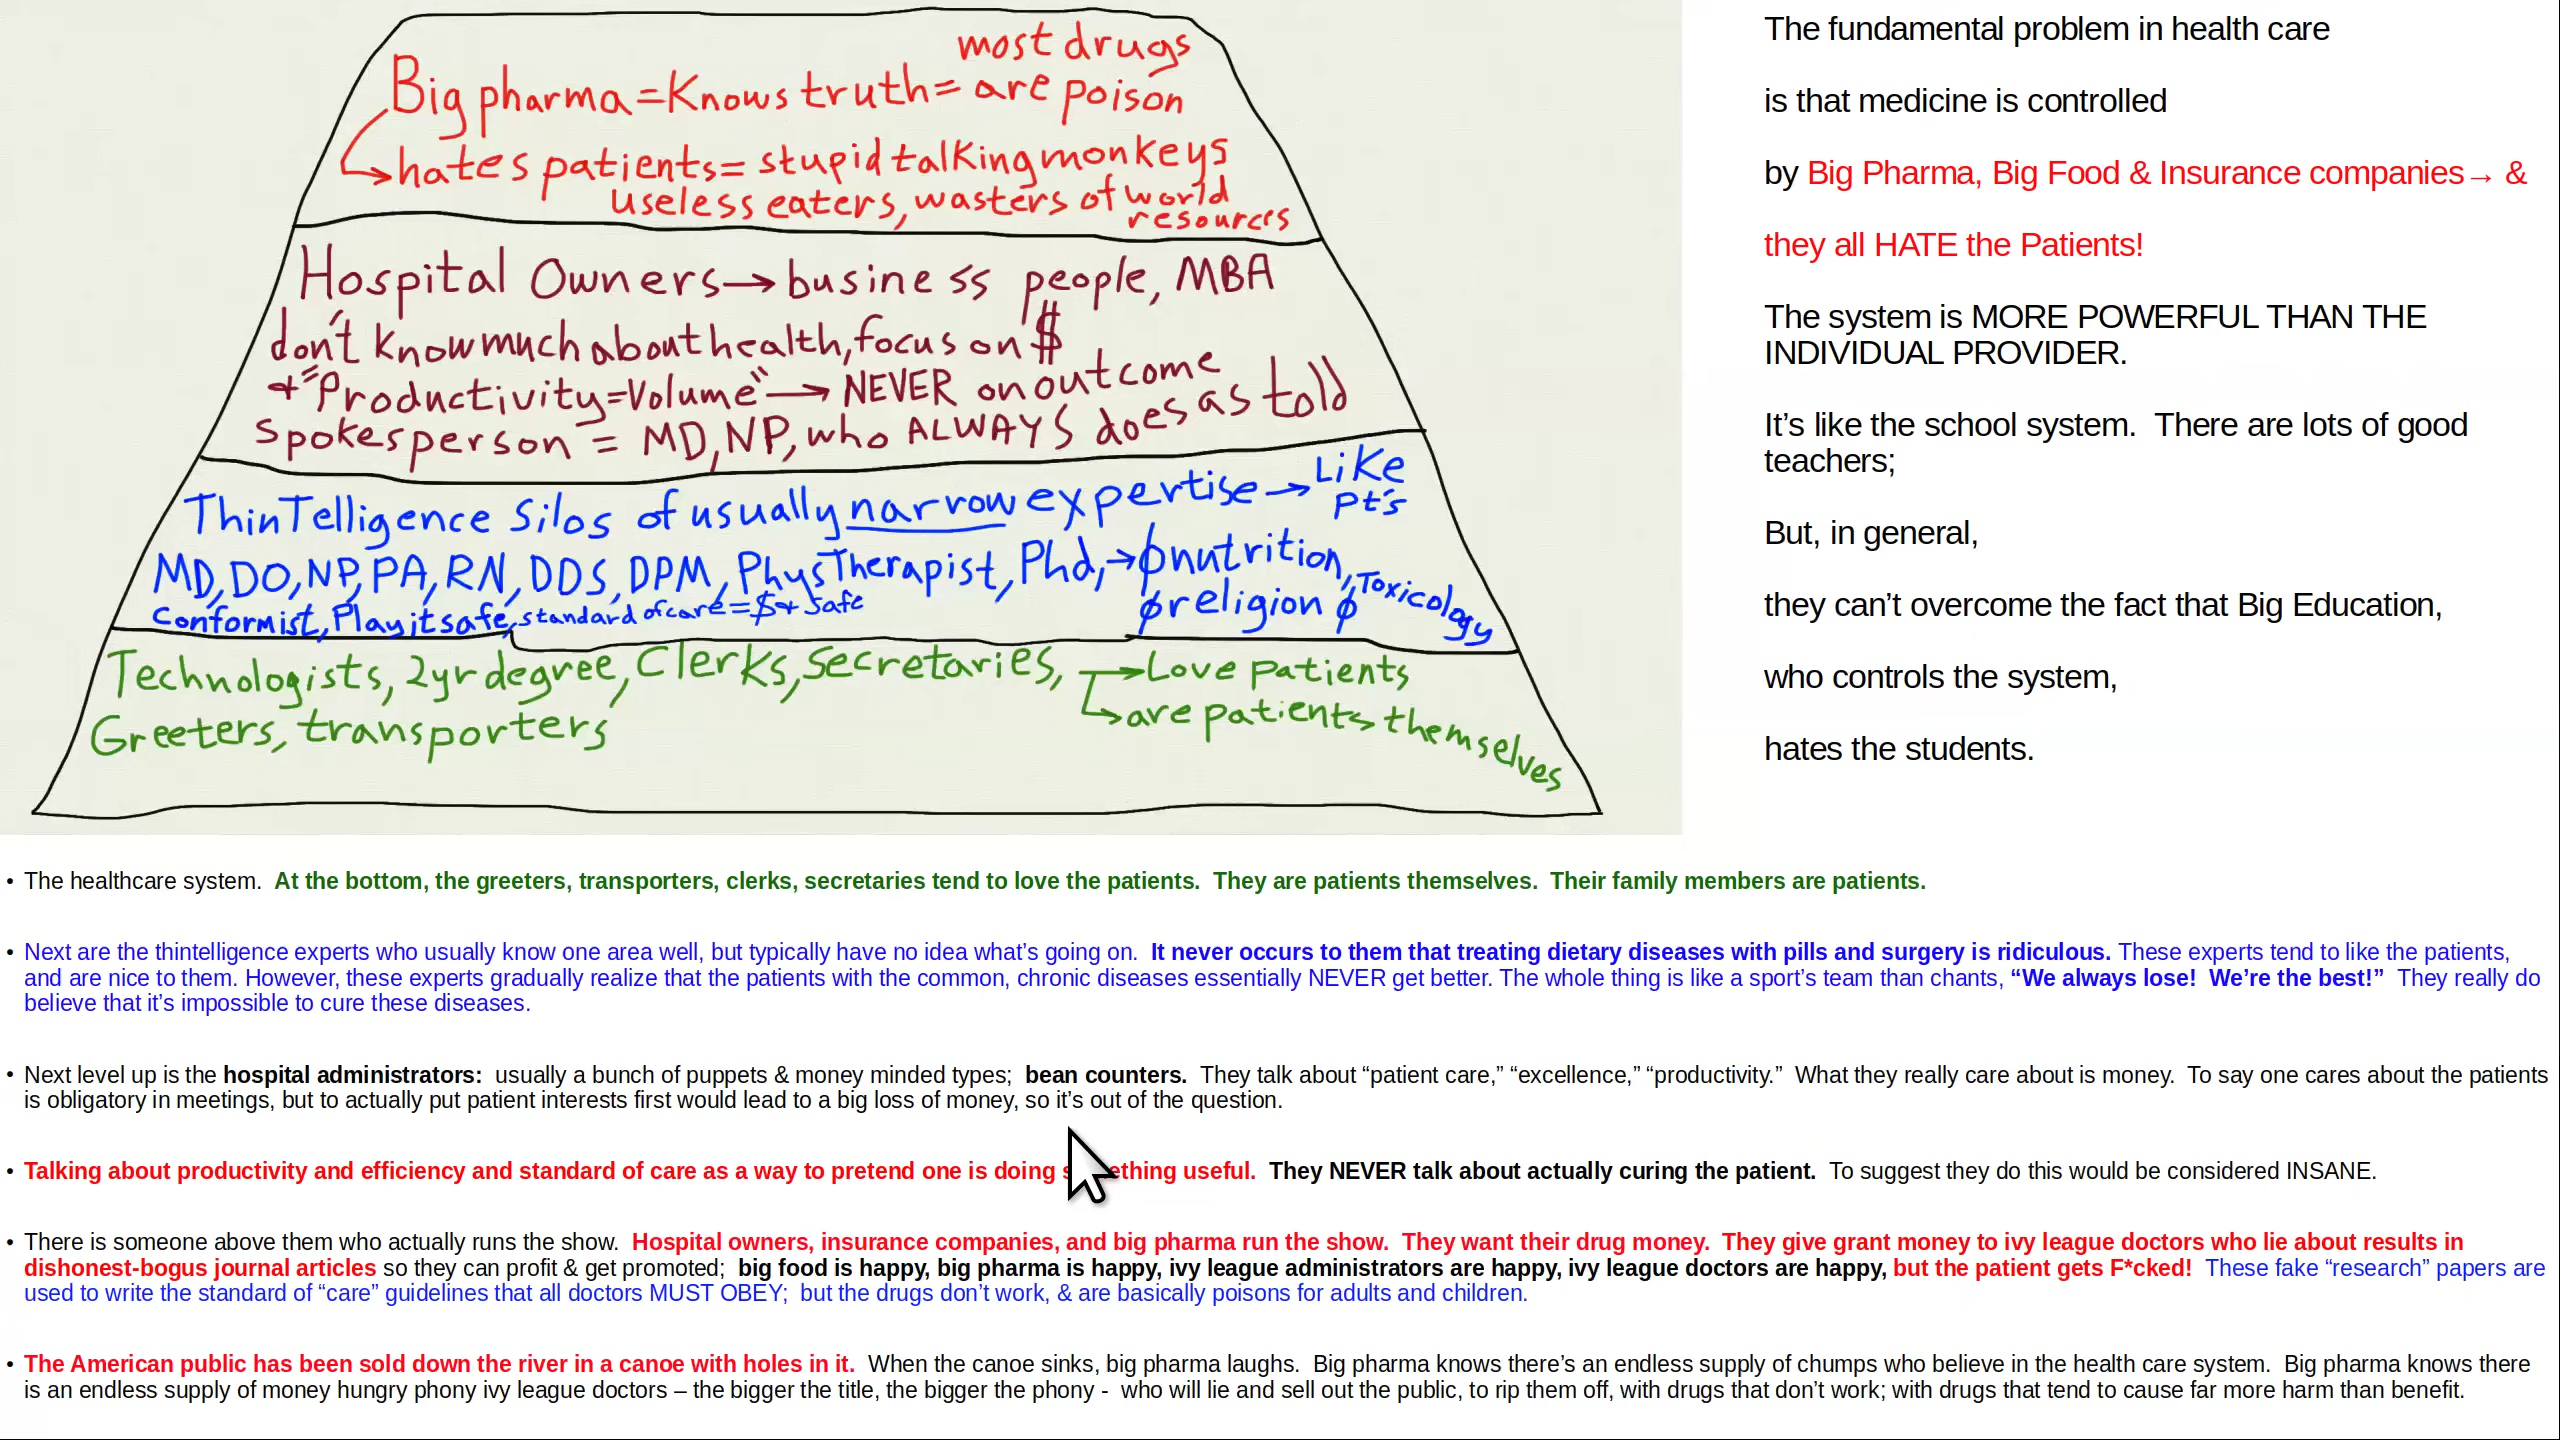 most drugs
Big pharma = Knows truth = are poison
→ hates patients = stupid talking monkeys
useless eaters, wasters of world
resources
Hospital Owners → business people, MBA
don't know much about health, focus on $
+ "Productivity = Volume" → NEVER on outcome
spokesperson = MD, NP, who ALWAYS does as told
ThinTelligence silos of usually narrow expertise → Like
pt's
MD, DO, NP, PA, RN, DDS, DPM, Phys Therapist, Phd, → ϕ nutrition,
ϕ religion ϕ Toxicology
Conformist, Play it safe, standard of care = $ + safe
Technologists, 2yr degree, Clerks, Secretaries, → Love patients
Greeters, transporters → are patients themselves
The fundamental problem in health care
is that medicine is controlled
by Big Pharma, Big Food & Insurance companies→ &
they all HATE the Patients!
The system is MORE POWERFUL THAN THE
INDIVIDUAL PROVIDER.
It’s like the school system.  There are lots of good
teachers;
But, in general,
they can’t overcome the fact that Big Education,
who controls the system,
hates the students.
• The healthcare system.  At the bottom, the greeters, transporters, clerks, secretaries tend to love the patients.  They are patients themselves.  Their family members are patients.
• Next are the thintelligence experts who usually know one area well, but typically have no idea what’s going on.  It never occurs to them that treating dietary diseases with pills and surgery is ridiculous. These experts tend to like the patients,
and are nice to them. However, these experts gradually realize that the patients with the common, chronic diseases essentially NEVER get better. The whole thing is like a sport’s team than chants, “We always lose!  We’re the best!”  They really do
believe that it’s impossible to cure these diseases.
• Next level up is the hospital administrators:  usually a bunch of puppets & money minded types;  bean counters.  They talk about “patient care,” “excellence,” “productivity.”  What they really care about is money.  To say one cares about the patients
is obligatory in meetings, but to actually put patient interests first would lead to a big loss of money, so it’s out of the question.
• Talking about productivity and efficiency and standard of care as a way to pretend one is doing something useful.  They NEVER talk about actually curing the patient.  To suggest they do this would be considered INSANE.
• There is someone above them who actually runs the show.  Hospital owners, insurance companies, and big pharma run the show.  They want their drug money.  They give grant money to ivy league doctors who lie about results in
dishonest-bogus journal articles so they can profit & get promoted;  big food is happy, big pharma is happy, ivy league administrators are happy, ivy league doctors are happy, but the patient gets F*cked!  These fake “research” papers are
used to write the standard of “care” guidelines that all doctors MUST OBEY;  but the drugs don’t work, & are basically poisons for adults and children.
• The American public has been sold down the river in a canoe with holes in it.  When the canoe sinks, big pharma laughs.  Big pharma knows there’s an endless supply of chumps who believe in the health care system.  Big pharma knows there
is an endless supply of money hungry phony ivy league doctors – the bigger the title, the bigger the phony -  who will lie and sell out the public, to rip them off, with drugs that don’t work; with drugs that tend to cause far more harm than benefit.